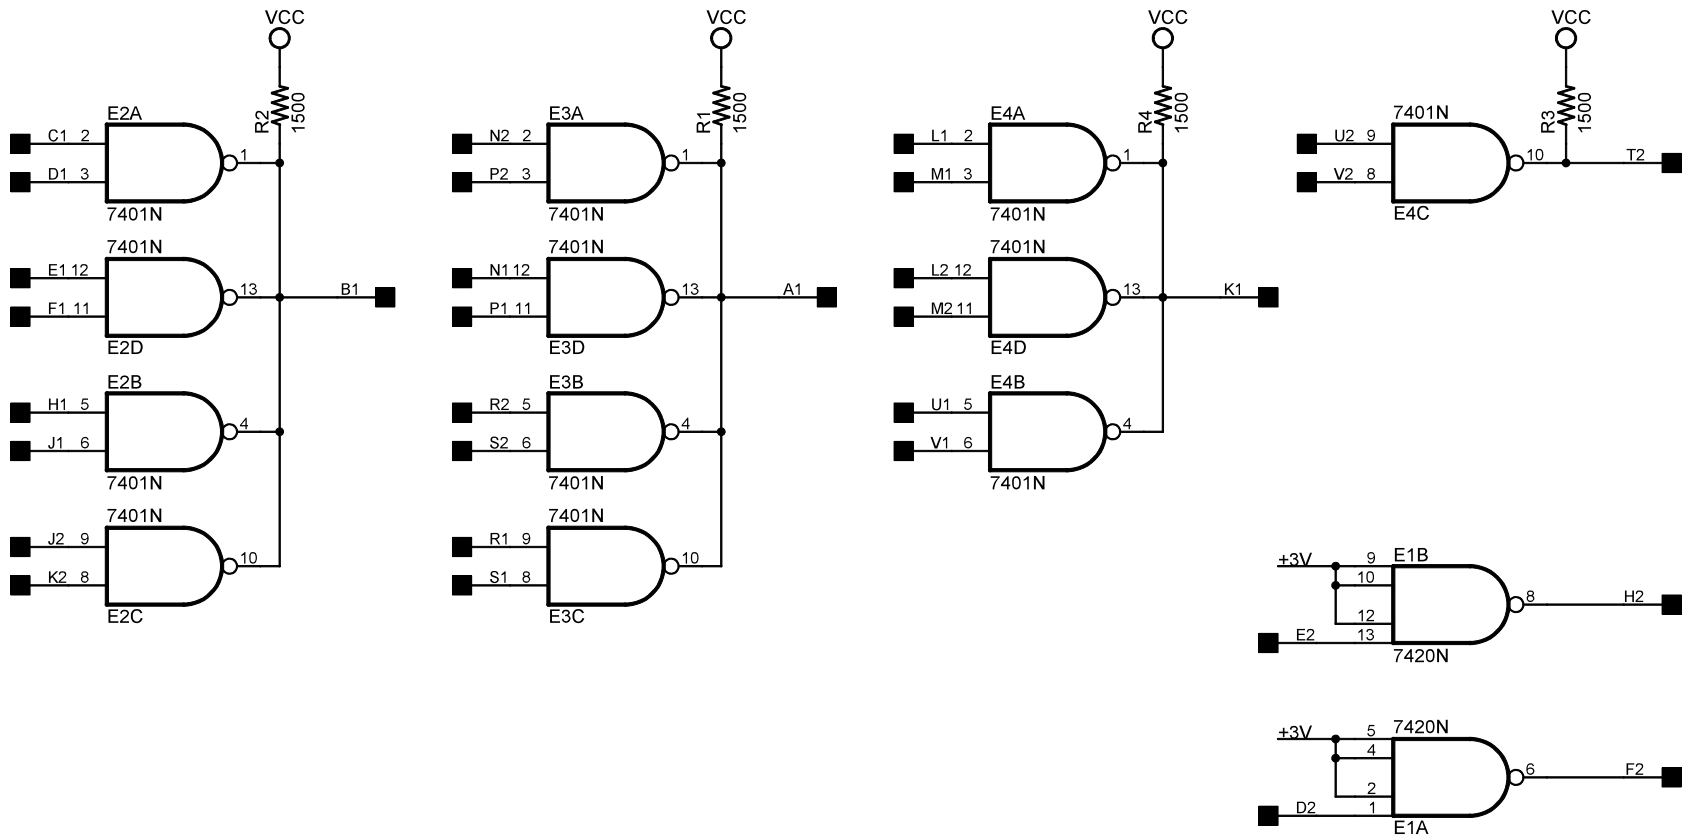 VCC VCC VCC VCC
R2 1500 R1 1500 R4 1500 R3 1500
E2A E3A E4A 7401N
C1 2 N2 2 L1 2 U2 9
1 1 1 10 T2
D1 3 P2 3 M1 3 V2 8
7401N 7401N 7401N E4C
7401N 7401N 7401N
E1 12 N1 12 L2 12
13 B1 13 A1 13 K1
F1 11 P1 11 M2 11
E2D E3D E4D
E2B E3B E4B
H1 5 R2 5 U1 5
4 4 4
J1 6 S2 6 V1 6
7401N 7401N 7401N
7401N 7401N
J2 9 R1 9
10 10
K2 8 S1 8
E2C E3C
E1B
+3V 9
10
8 H2
12
E2 13
7420N
7420N
+3V 5
4
6 F2
2
D2 1
E1A